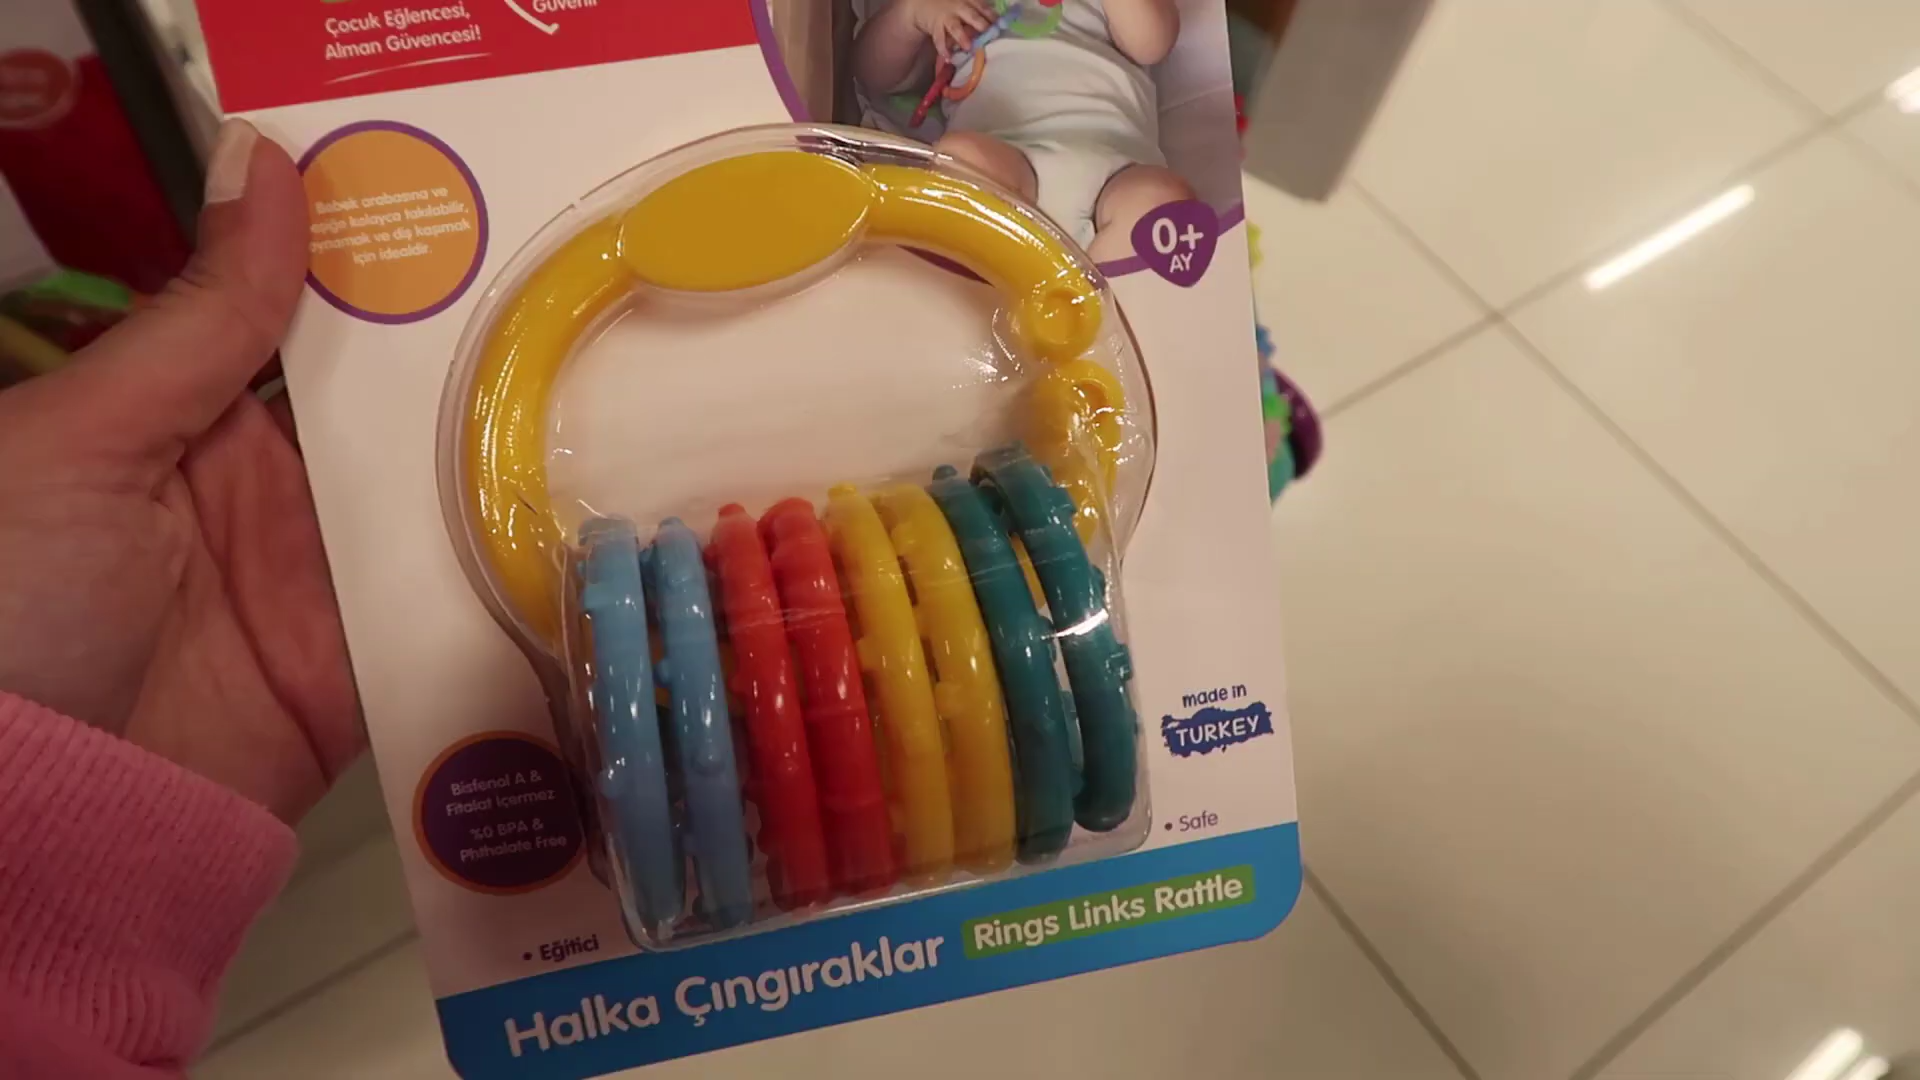 Çocuk Eğlencesi,
Alman Güvencesi!
Güvenli
Bebek arabasına ve
eşiğe kolayca takılabilir,
oynamak ve diş kaşımak
için idealdir.
0+
AY
made in
TURKEY
Bisfenol A &
Fitalat İçermez
%0 BPA &
Phthalate Free
• Safe
• Eğitici
Halka Çıngıraklar
Rings Links Rattle